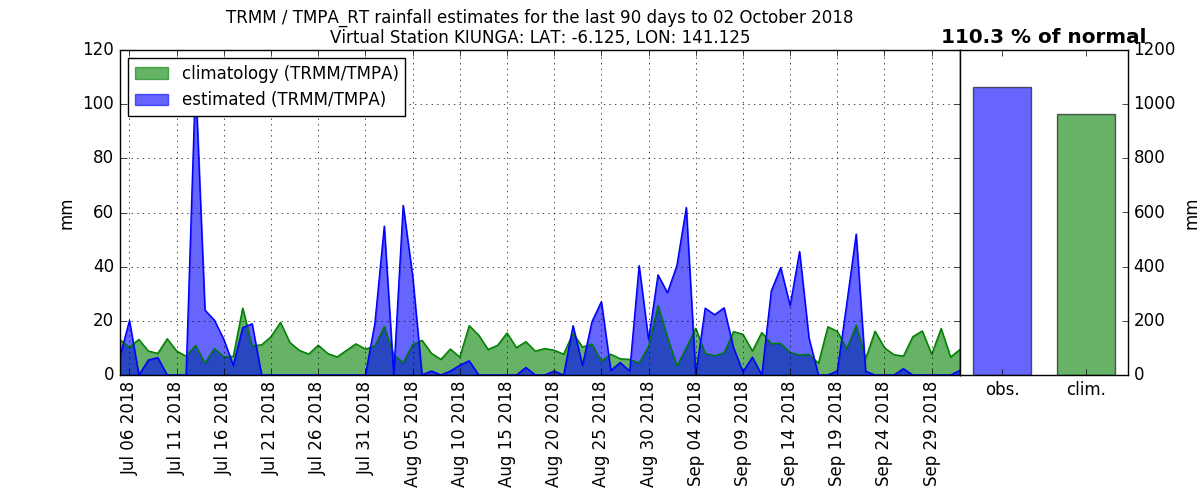 TRMM / TMPA_RT rainfall estimates for the last 90 days to 02 October 2018
Virtual Station KIUNGA: LAT: -6.125, LON: 141.125
110.3 % of normal
climatology (TRMM/TMPA)
estimated (TRMM/TMPA)
120
100
80
60
40
20
0
mm
Jul 06 2018
Jul 11 2018
Jul 16 2018
Jul 21 2018
Jul 26 2018
Jul 31 2018
Aug 05 2018
Aug 10 2018
Aug 15 2018
Aug 20 2018
Aug 25 2018
Aug 30 2018
Sep 04 2018
Sep 09 2018
Sep 14 2018
Sep 19 2018
Sep 24 2018
Sep 29 2018
obs.
clim.
1200
1000
800
600
400
200
0
mm